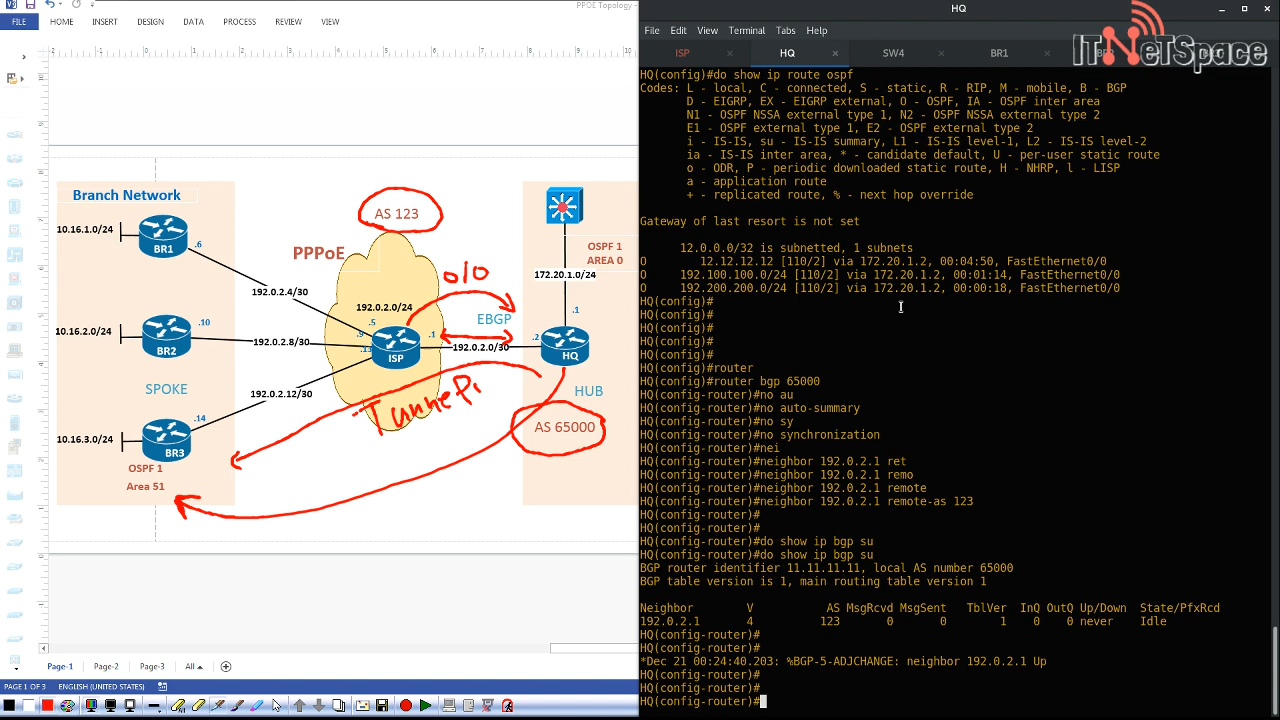 PPOE Topology -
FILE
HOME
INSERT
DESIGN
DATA
PROCESS
REVIEW
VIEW
Branch Network
10.16.1.0/24
BR1
.6
192.0.2.4/30
10.16.2.0/24
BR2
.10
192.0.2.8/30
SPOKE
192.0.2.12/30
.14
10.16.3.0/24
BR3
OSPF 1
Area 51
AS 123
PPPoE
192.0.2.0/24
.5
.9
ISP
.1
0/0
EBGP
192.0.2.0/30
.2
HQ
HUB
AS 65000
.1
172.20.1.0/24
OSPF 1
AREA 0
Page-1
Page-2
Page-3
All
PAGE 1 OF 3
ENGLISH (UNITED STATES)
HQ
File Edit View Terminal Tabs Help
ISP
HQ
SW4
BR1
ITNetSpace
HQ(config)#do show ip route ospf
Codes: L - local, C - connected, S - static, R - RIP, M - mobile, B - BGP
D - EIGRP, EX - EIGRP external, O - OSPF, IA - OSPF inter area
N1 - OSPF NSSA external type 1, N2 - OSPF NSSA external type 2
E1 - OSPF external type 1, E2 - OSPF external type 2
i - IS-IS, su - IS-IS summary, L1 - IS-IS level-1, L2 - IS-IS level-2
ia - IS-IS inter area, * - candidate default, U - per-user static route
o - ODR, P - periodic downloaded static route, H - NHRP, l - LISP
a - application route
+ - replicated route, % - next hop override
Gateway of last resort is not set
12.0.0.0/32 is subnetted, 1 subnets
O 12.12.12.12 [110/2] via 172.20.1.2, 00:04:50, FastEthernet0/0
O 192.100.100.0/24 [110/2] via 172.20.1.2, 00:01:14, FastEthernet0/0
O 192.200.200.0/24 [110/2] via 172.20.1.2, 00:00:18, FastEthernet0/0
HQ(config)#
HQ(config)#
HQ(config)#
HQ(config)#
HQ(config)#
HQ(config)#router
HQ(config)#router bgp 65000
HQ(config-router)#no au
HQ(config-router)#no auto-summary
HQ(config-router)#no sy
HQ(config-router)#no synchronization
HQ(config-router)#nei
HQ(config-router)#neighbor 192.0.2.1 ret
HQ(config-router)#neighbor 192.0.2.1 remo
HQ(config-router)#neighbor 192.0.2.1 remote
HQ(config-router)#neighbor 192.0.2.1 remote-as 123
HQ(config-router)#
HQ(config-router)#
HQ(config-router)#do show ip bgp su
HQ(config-router)#do show ip bgp su
BGP router identifier 11.11.11.11, local AS number 65000
BGP table version is 1, main routing table version 1
Neighbor V AS MsgRcvd MsgSent TblVer InQ OutQ Up/Down State/PfxRcd
192.0.2.1 4 123 0 0 1 0 0 never Idle
HQ(config-router)#
HQ(config-router)#
*Dec 21 00:24:40.203: %BGP-5-ADJCHANGE: neighbor 192.0.2.1 Up
HQ(config-router)#
HQ(config-router)#
HQ(config-router)#